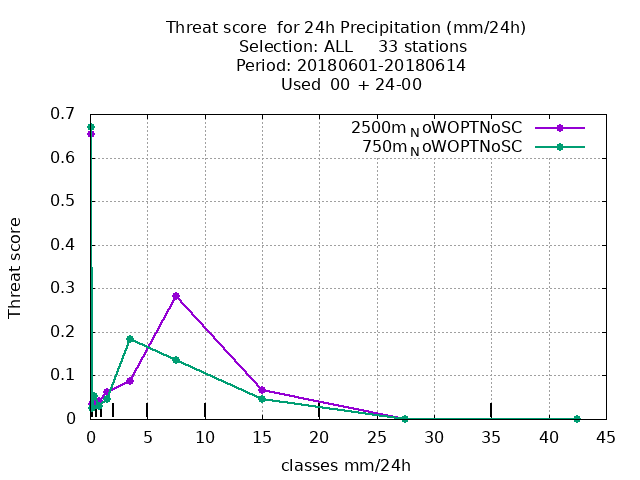 Threat score  for 24h Precipitation (mm/24h)
Selection: ALL     33 stations
Period: 20180601-20180614
Used  00 + 24-00
2500m_NoWOPTNoSC
750m_NoWOPTNoSC
Threat score
0.7
0.6
0.5
0.4
0.3
0.2
0.1
0
0 5 10 15 20 25 30 35 40 45
classes mm/24h